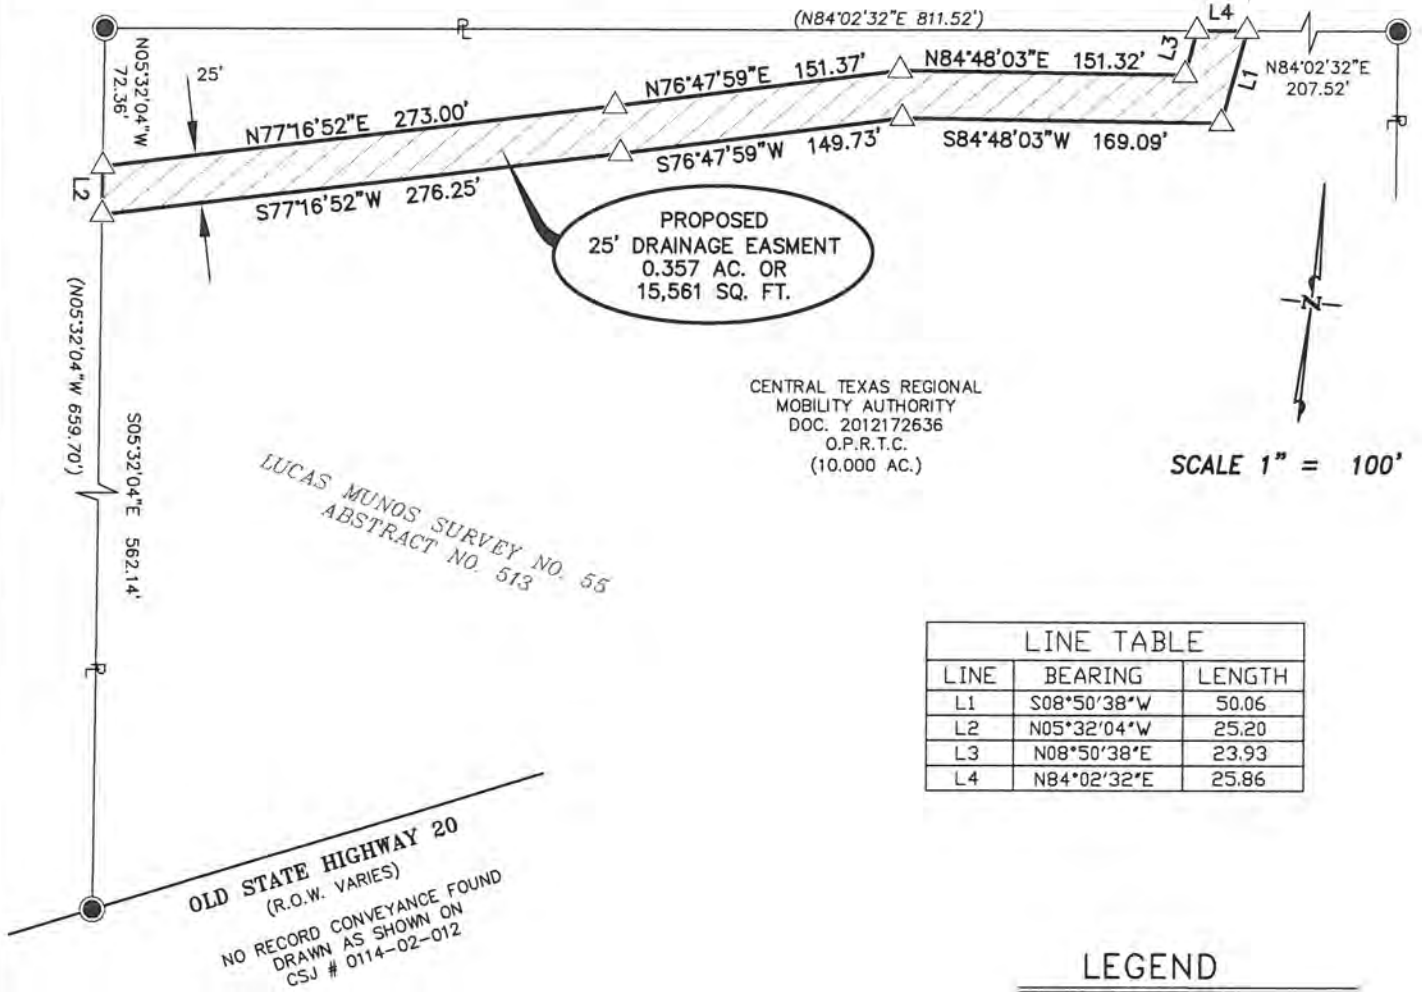 (N84°02'32"E 811.52')
L4
N05°32'04"W
72.36'
25'
N77°16'52"E 273.00'
N76°47'59"E 151.37'
N84°48'03"E 151.32'
L3
L1
N84°02'32"E
207.52'
L2
S77°16'52"W 276.25'
S76°47'59"W 149.73'
S84°48'03"W 169.09'
PROPOSED
25' DRAINAGE EASMENT
0.357 AC. OR
15,561 SQ. FT.
N
CENTRAL TEXAS REGIONAL
MOBILITY AUTHORITY
DOC. 2012172636
O.P.R.T.C.
(10.000 AC.)
SCALE 1" = 100'
(N05°32'04"W 659.70')
S05°32'04"E 562.14'
LUCAS MUNOS SURVEY NO. 55
ABSTRACT NO. 513
LINE TABLE
LINE BEARING LENGTH
L1 S08°50'38"W 50.06
L2 N05°32'04"W 25.20
L3 N08°50'38"E 23.93
L4 N84°02'32"E 25.86
OLD STATE HIGHWAY 20
(R.O.W. VARIES)
NO RECORD CONVEYANCE FOUND
DRAWN AS SHOWN ON
CSJ # 0114-02-012
LEGEND